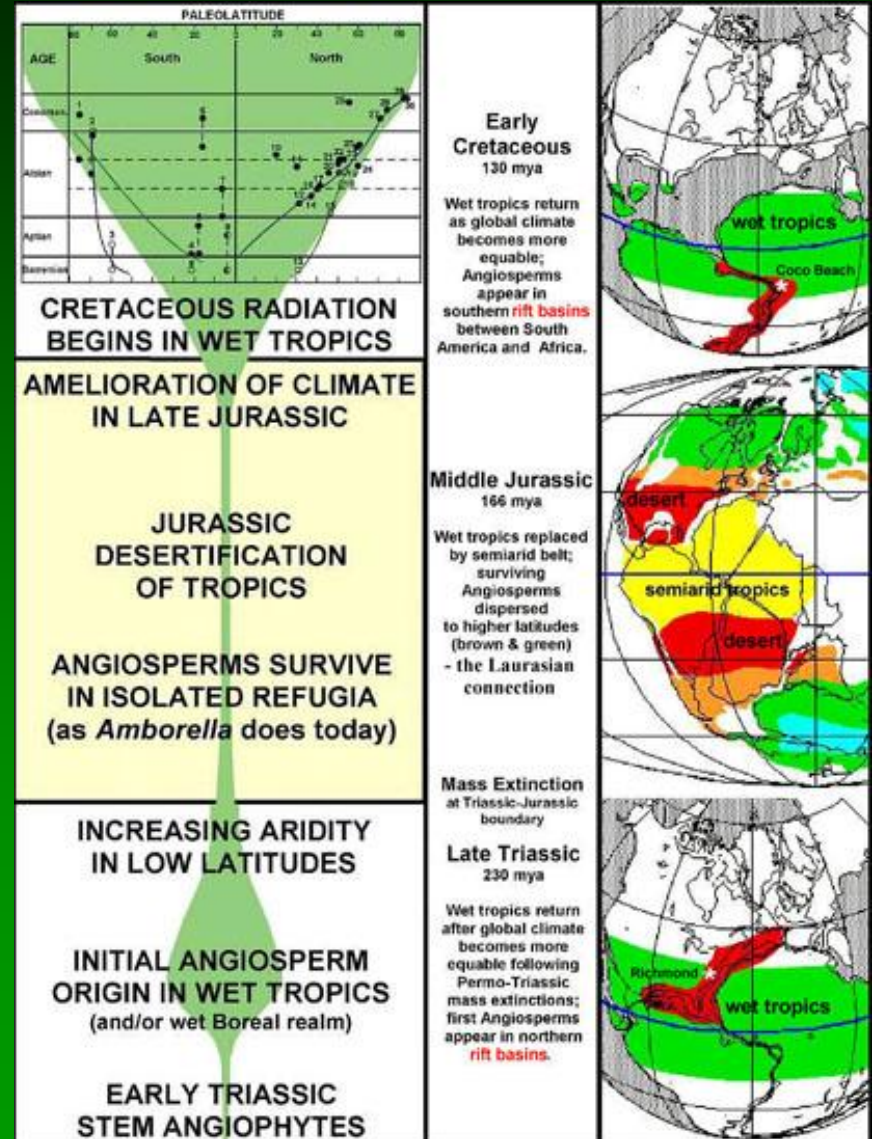 PALEOLATITUDE
AGE
South
North
Albian
Aptian
Barremian
CRETACEOUS RADIATION
BEGINS IN WET TROPICS
AMELIORATION OF CLIMATE
IN LATE JURASSIC
JURASSIC
DESERTIFICATION
OF TROPICS
ANGIOSPERMS SURVIVE
IN ISOLATED REFUGIA
(as Amborella does today)
INCREASING ARIDITY
IN LOW LATITUDES
INITIAL ANGIOSPERM
ORIGIN IN WET TROPICS
(and/or wet Boreal realm)
EARLY TRIASSIC
STEM ANGIOPHYTES
Early
Cretaceous
130 mya
Wet tropics return
as global climate
becomes more
equable;
Angiosperms
appear in
southern rift basins
between South
America and Africa.
Middle Jurassic
166 mya
Wet tropics replaced
by semiarid belt;
surviving
Angiosperms
dispersed
to higher latitudes
(brown & green)
- the Laurasian
connection
Mass Extinction
at Triassic-Jurassic
boundary
Late Triassic
230 mya
Wet tropics return
after global climate
becomes more
equable following
Permo-Triassic
mass extinctions;
first Angiosperms
appear in northern
rift basins.
wet tropics
Coco Beach
desert
semiarid tropics
desert
Richmond
wet tropics